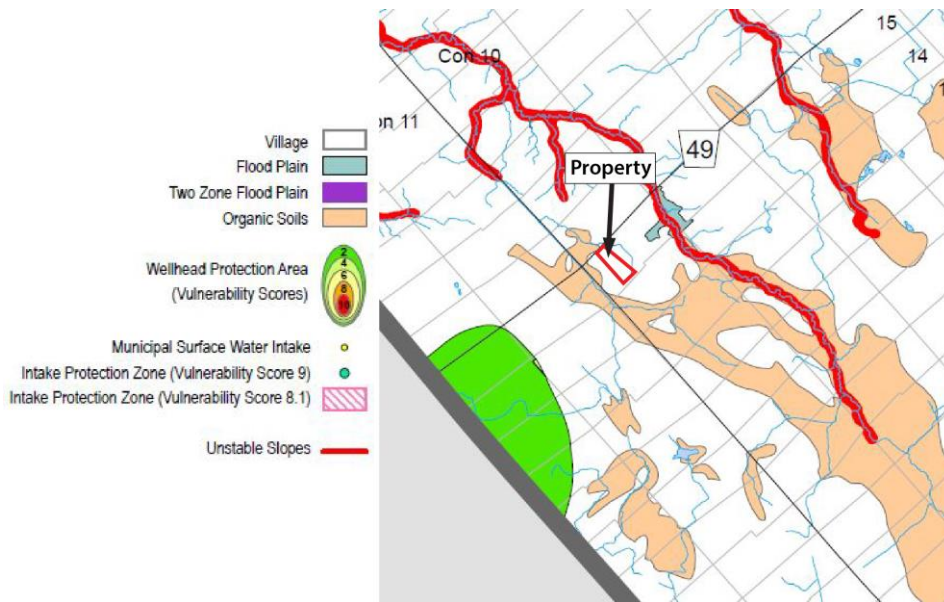 Village
Flood Plain
Two Zone Flood Plain
Organic Soils
Wellhead Protection Area
(Vulnerability Scores)
2
4
6
8
10
Municipal Surface Water Intake
Intake Protection Zone (Vulnerability Score 9)
Intake Protection Zone (Vulnerability Score 8.1)
Unstable Slopes
Con 10
on 11
15
14
1
49
Property